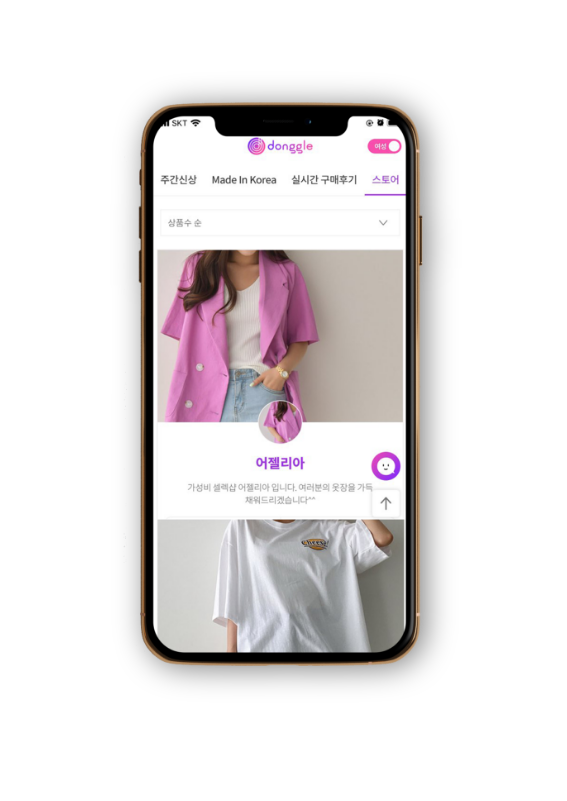 SKT
donggle
여성
주간신상 Made In Korea 실시간 구매후기 스토어
상품수 순
어젤리아
가성비 셀렉샵 어젤리아 입니다. 여러분의 옷장을 가득
채워드리겠습니다^^